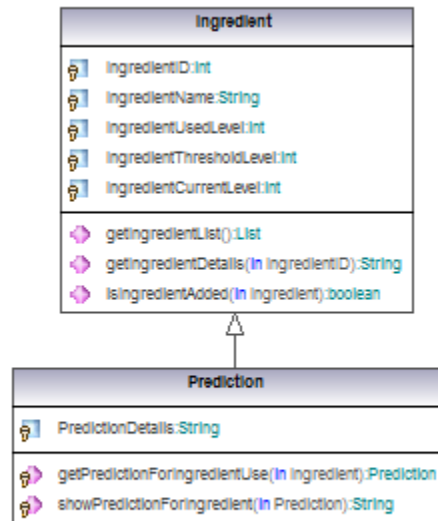 Ingredient
IngredientID:Int
IngredientName:String
IngredientUsedLevel:Int
IngredientThresholdLevel:Int
IngredientCurrentLevel:Int
getIngredientList():List
getIngredientDetails(In IngredientID):String
IsIngredientAdded(In Ingredient):boolean
Prediction
PredictionDetails:String
getPredictionForIngredientUse(In Ingredient):Prediction
showPredictionForIngredient(In Prediction):String